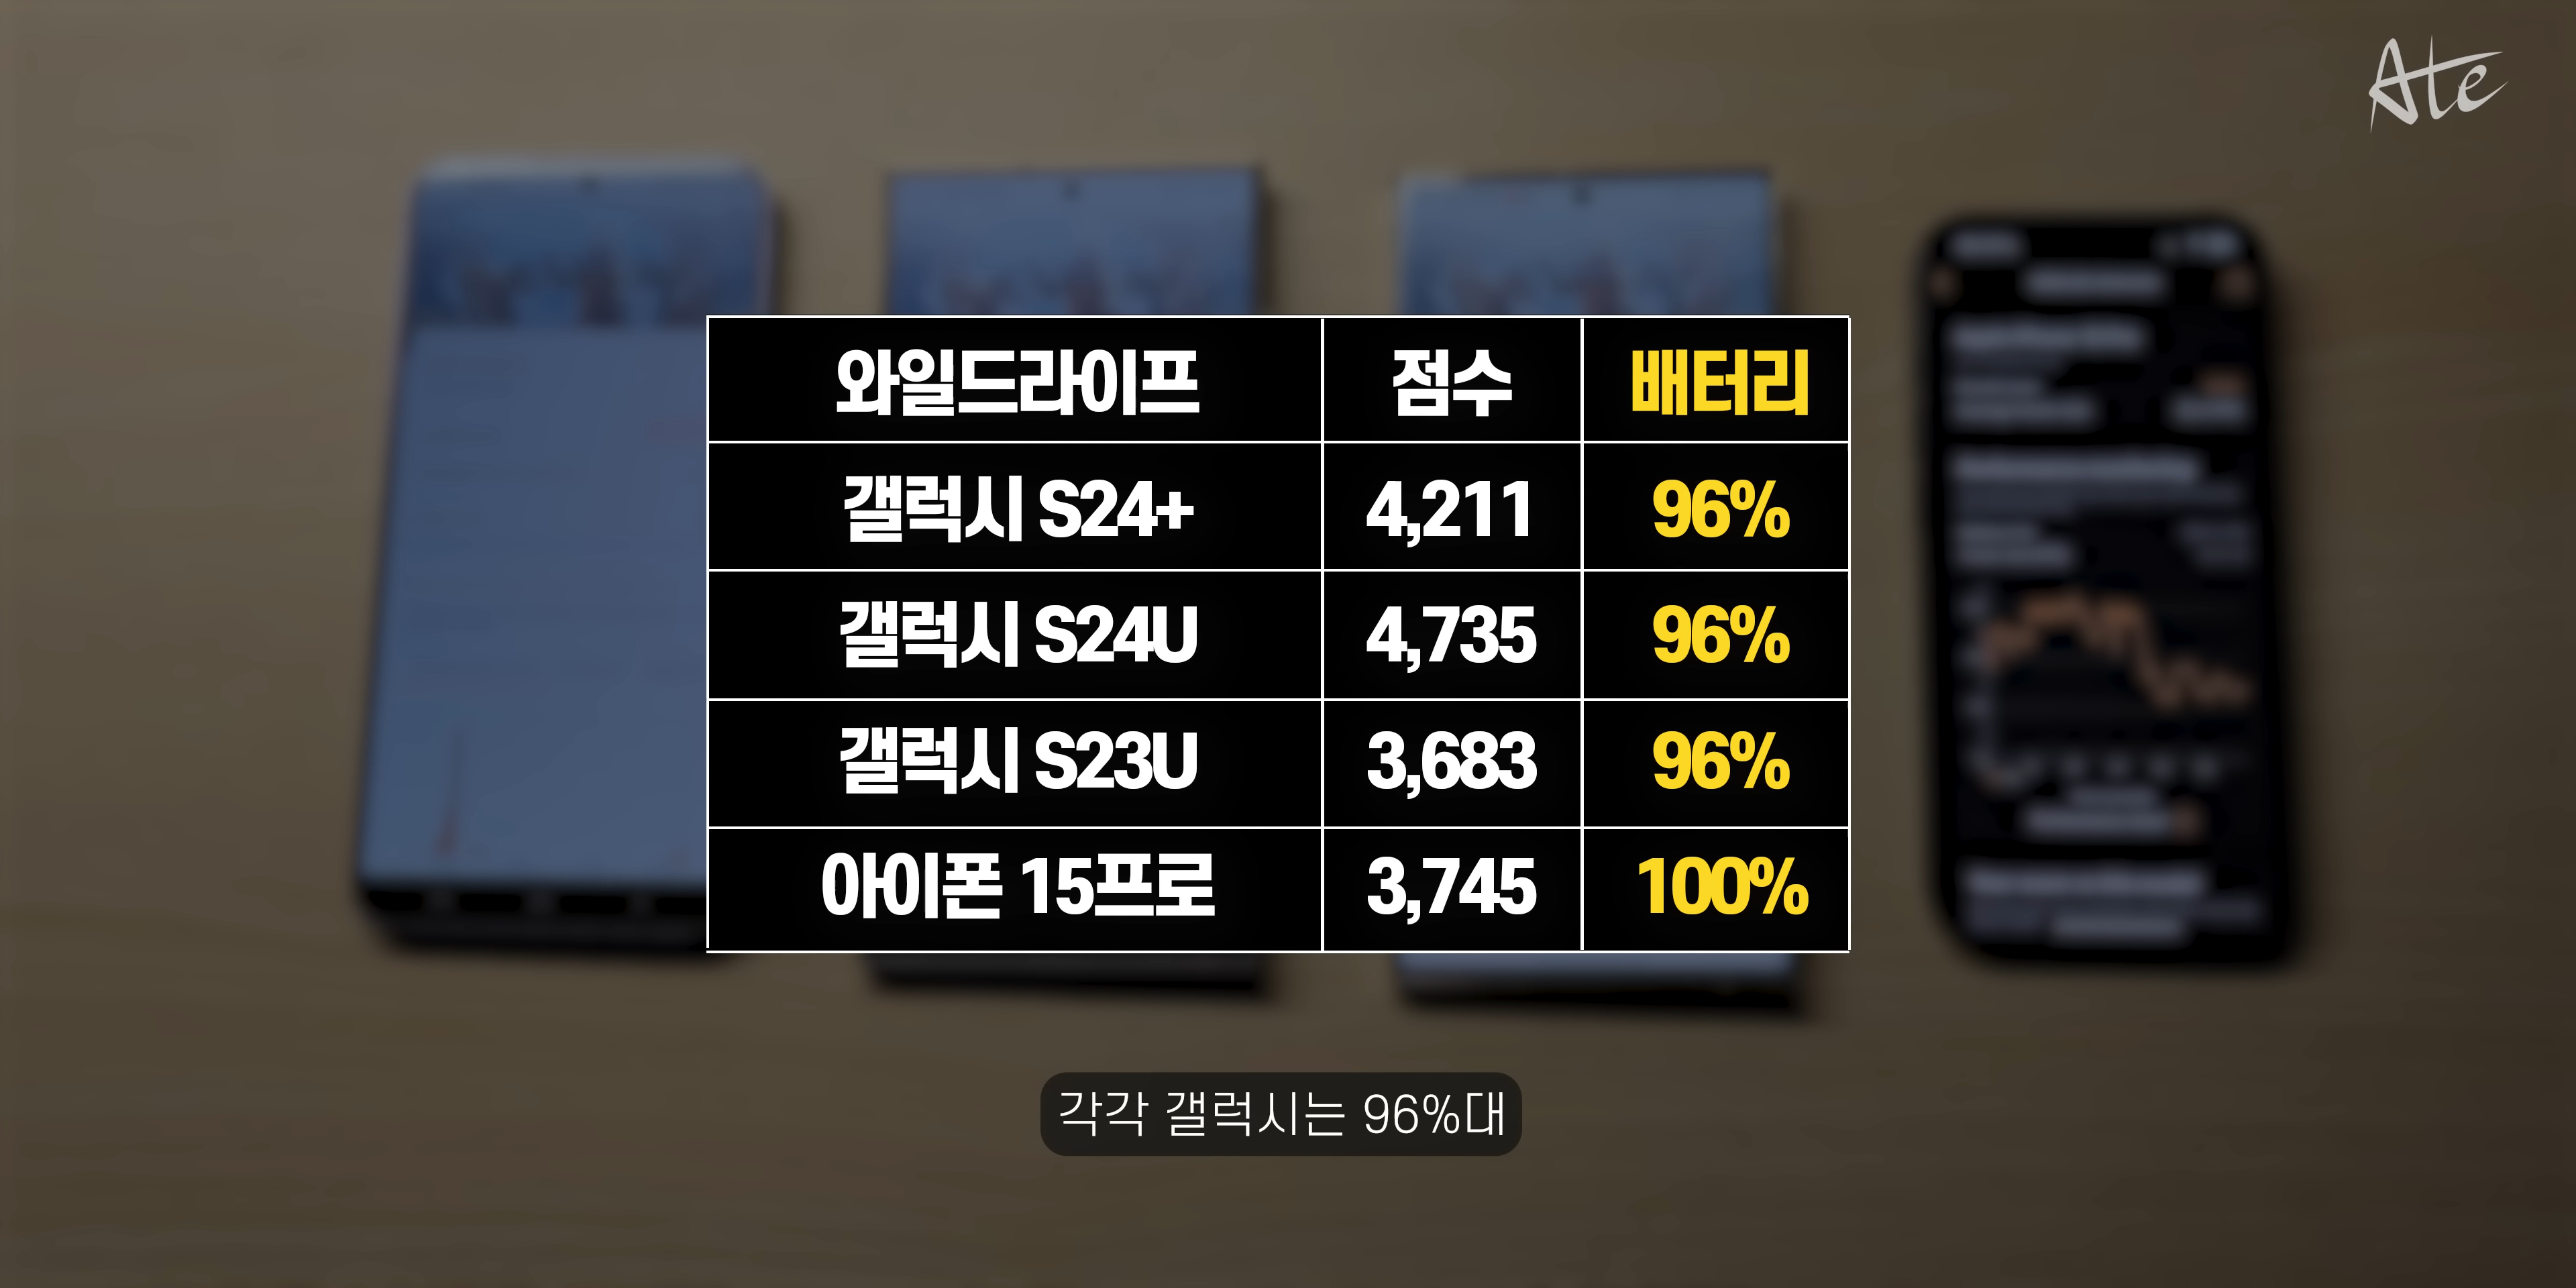 Ate
와일드라이프 점수 배터리
갤럭시 S24+ 4,211 96%
갤럭시 S24U 4,735 96%
갤럭시 S23U 3,683 96%
아이폰 15프로 3,745 100%
각각 갤럭시는 96%대